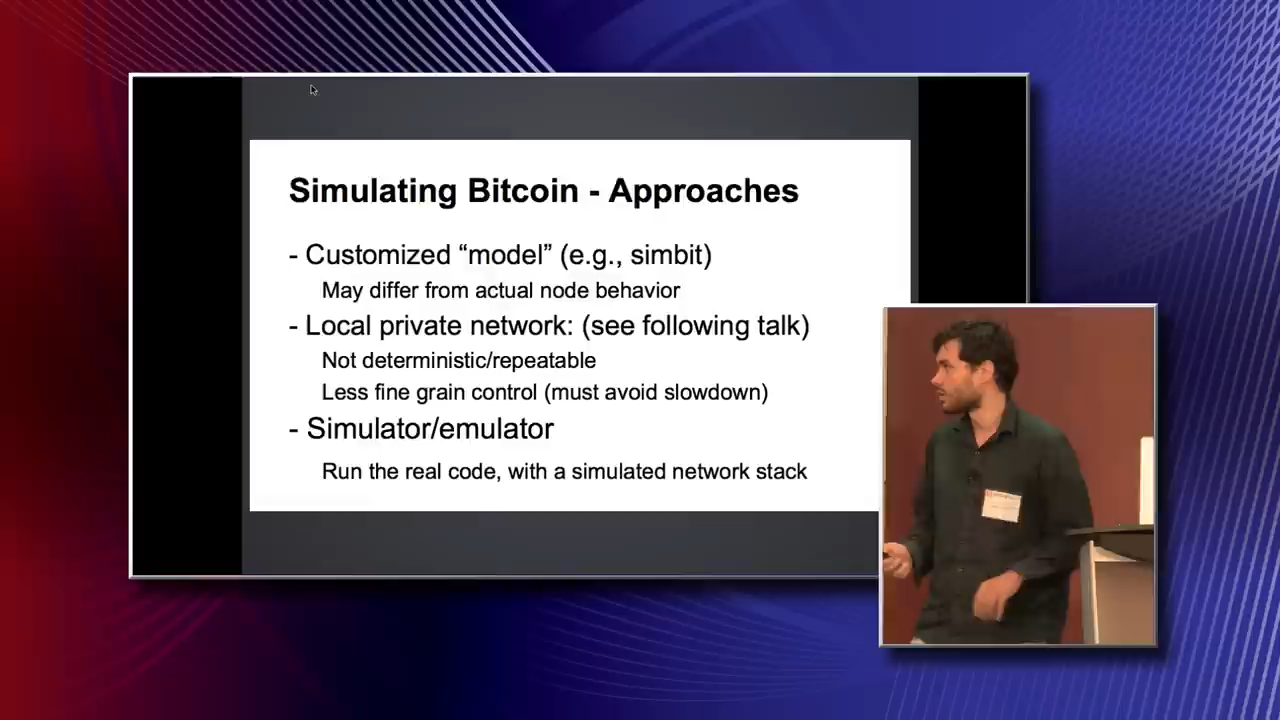 Simulating Bitcoin - Approaches
- Customized “model” (e.g., simbit)
May differ from actual node behavior
- Local private network: (see following talk)
Not deterministic/repeatable
Less fine grain control (must avoid slowdown)
- Simulator/emulator
Run the real code, with a simulated network stack